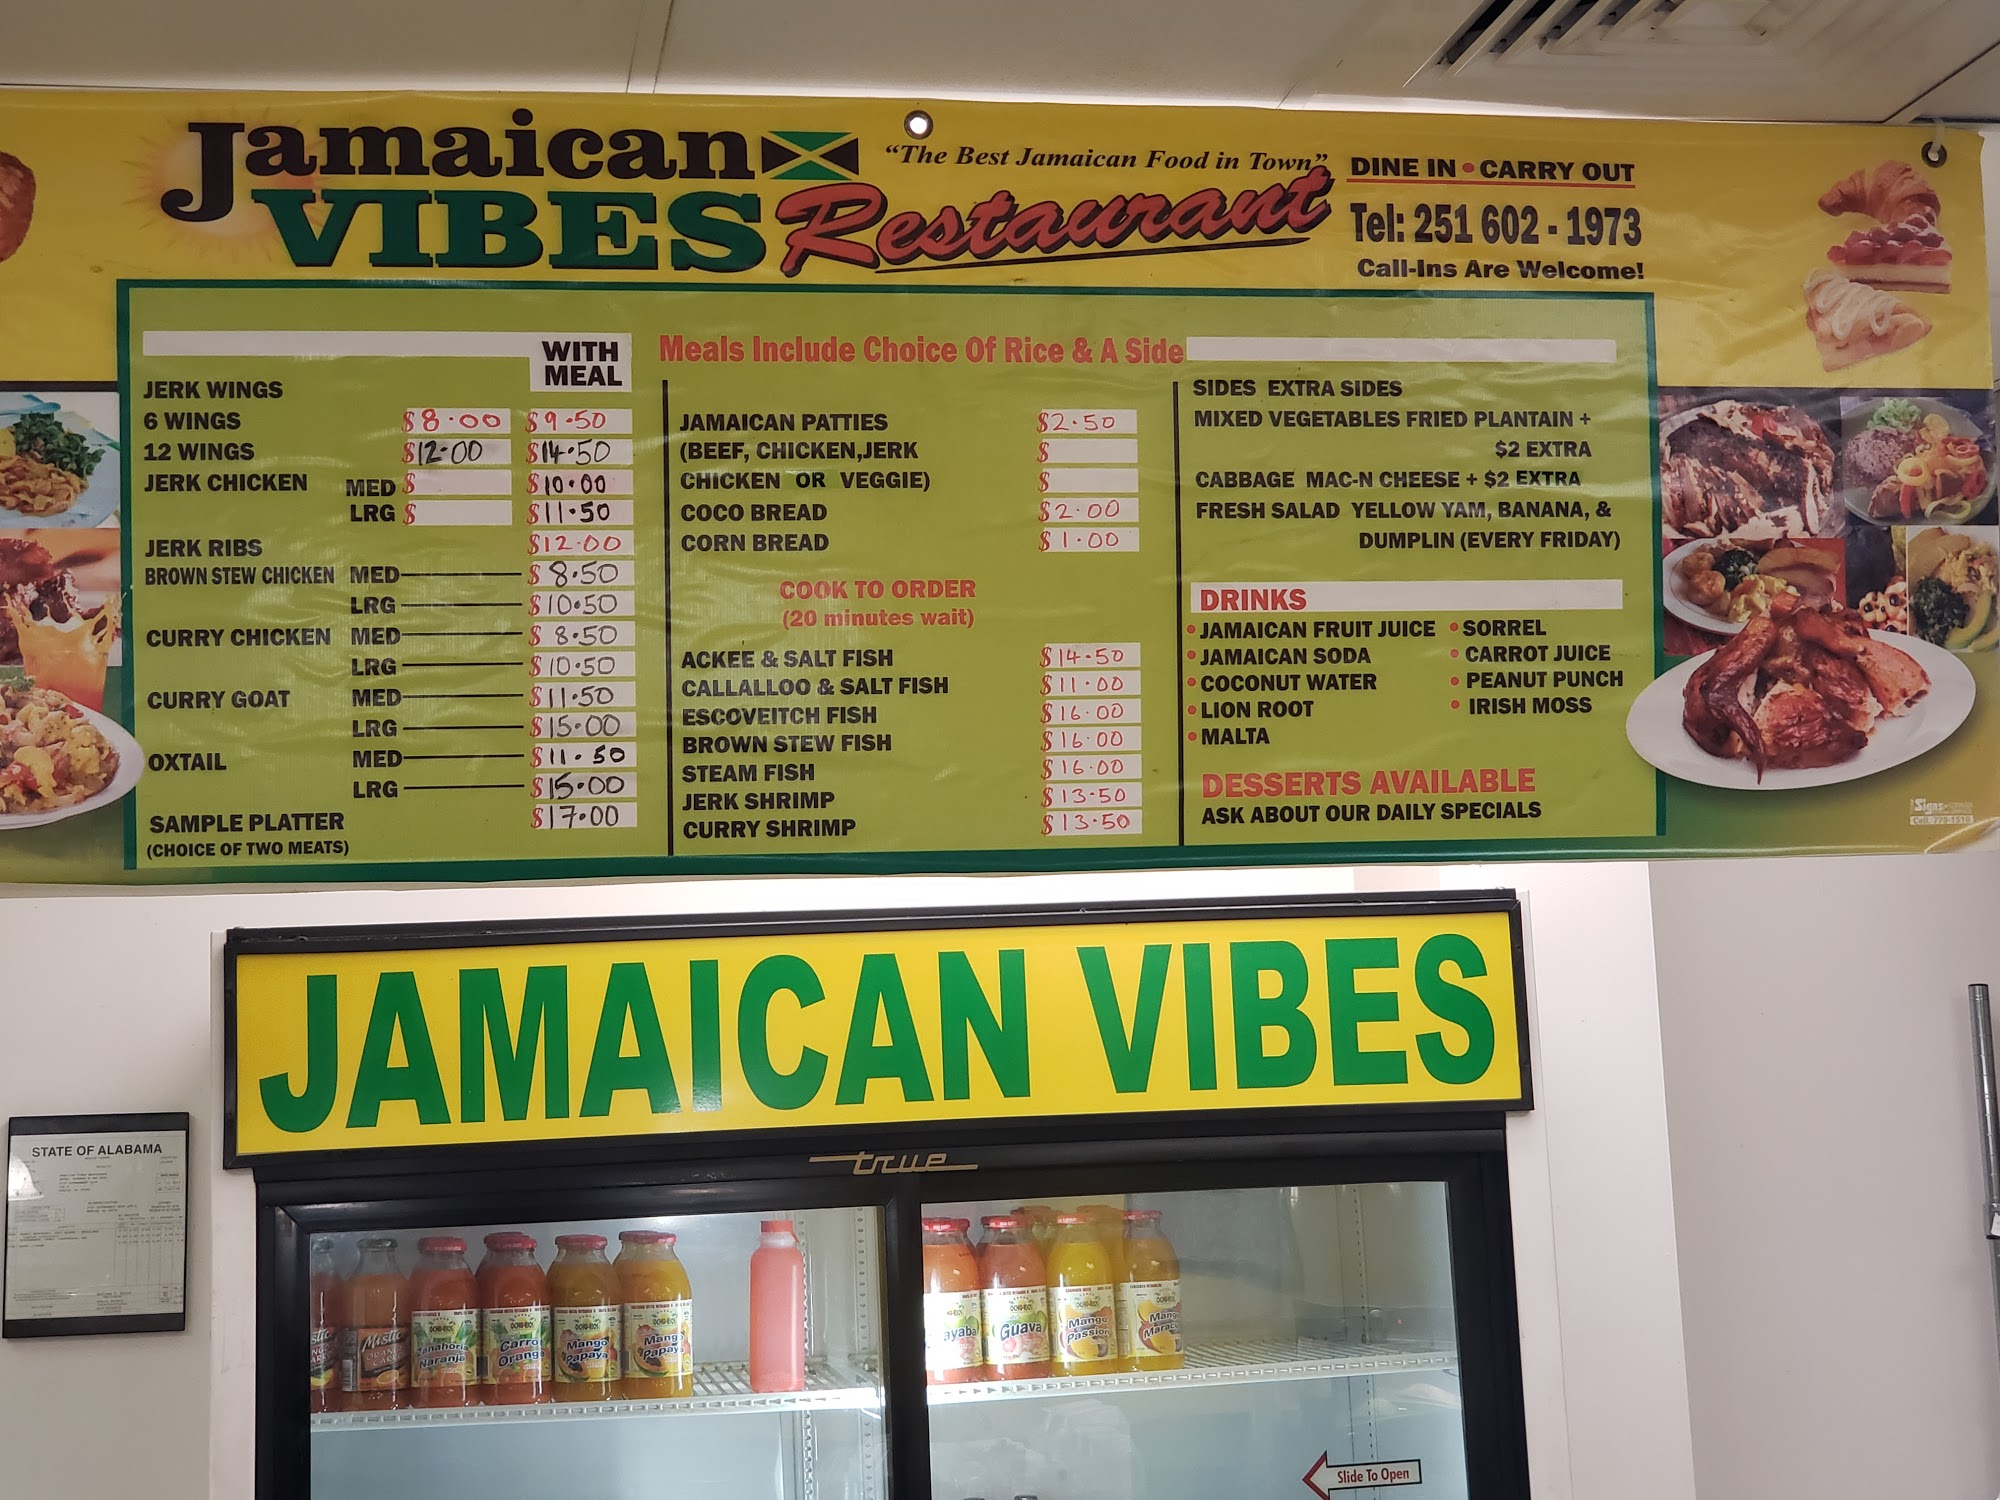 Jamaican
VIBES Restaurant
"The Best Jamaican Food in Town"
DINE IN • CARRY OUT
Tel: 251 602 - 1973
Call-Ins Are Welcome!
WITH
MEAL
JERK WINGS
6 WINGS $8.00 $9.50
12 WINGS $12.00 $14.50
JERK CHICKEN MED $ $10.00
LRG $ $11.50
JERK RIBS $12.00
BROWN STEW CHICKEN MED $8.50
LRG $10.50
CURRY CHICKEN MED $8.50
LRG $10.50
CURRY GOAT MED $11.50
LRG $15.00
OXTAIL MED $11.50
LRG $15.00
SAMPLE PLATTER $17.00
(CHOICE OF TWO MEATS)
Meals Include Choice Of Rice & A Side
JAMAICAN PATTIES $2.50
(BEEF, CHICKEN,JERK $
CHICKEN OR VEGGIE) $
COCO BREAD $2.00
CORN BREAD $1.00
COOK TO ORDER
(20 minutes wait)
ACKEE & SALT FISH $14.50
CALLALLOO & SALT FISH $11.00
ESCOVEITCH FISH $16.00
BROWN STEW FISH $16.00
STEAM FISH $16.00
JERK SHRIMP $13.50
CURRY SHRIMP $13.50
SIDES EXTRA SIDES
MIXED VEGETABLES FRIED PLANTAIN +
$2 EXTRA
CABBAGE MAC-N CHEESE + $2 EXTRA
FRESH SALAD YELLOW YAM, BANANA, &
DUMPLIN (EVERY FRIDAY)
DRINKS
• JAMAICAN FRUIT JUICE • SORREL
• JAMAICAN SODA • CARROT JUICE
• COCONUT WATER • PEANUT PUNCH
• LION ROOT • IRISH MOSS
• MALTA
DESSERTS AVAILABLE
ASK ABOUT OUR DAILY SPECIALS
Signs
Cell. 770-1510
JAMAICAN VIBES
true
STATE OF ALABAMA
Mistic
Zanahoria
Naranja
Carrot
Orange
Mango
Papaya
Mango
Papaya
Guava
Mango
Passion
Mango
Slide To Open